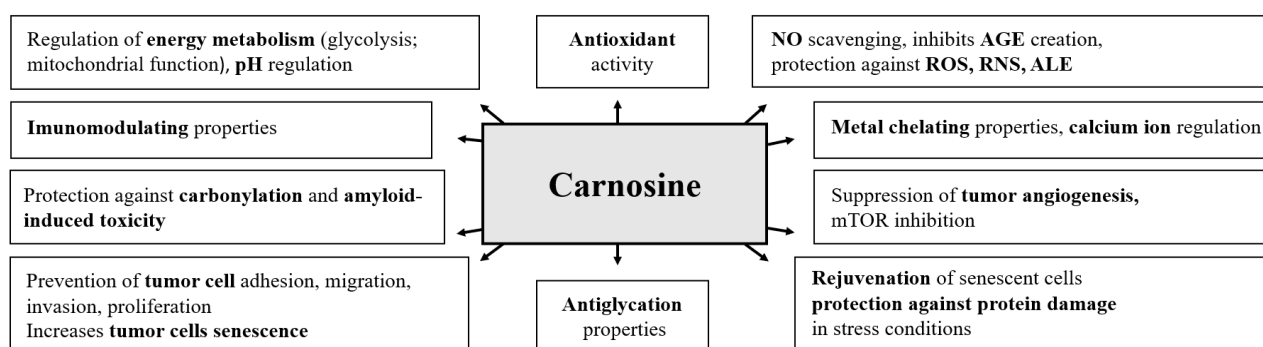 Regulation of energy metabolism (glycolysis;
mitochondrial function), pH regulation
Antioxidant
activity
NO scavenging, inhibits AGE creation,
protection against ROS, RNS, ALE
Imunomodulating properties
Metal chelating properties, calcium ion regulation
Carnosine
Protection against carbonylation and amyloid-
induced toxicity
Suppression of tumor angiogenesis,
mTOR inhibition
Prevention of tumor cell adhesion, migration,
invasion, proliferation
Increases tumor cells senescence
Antiglycation
properties
Rejuvenation of senescent cells
protection against protein damage
in stress conditions